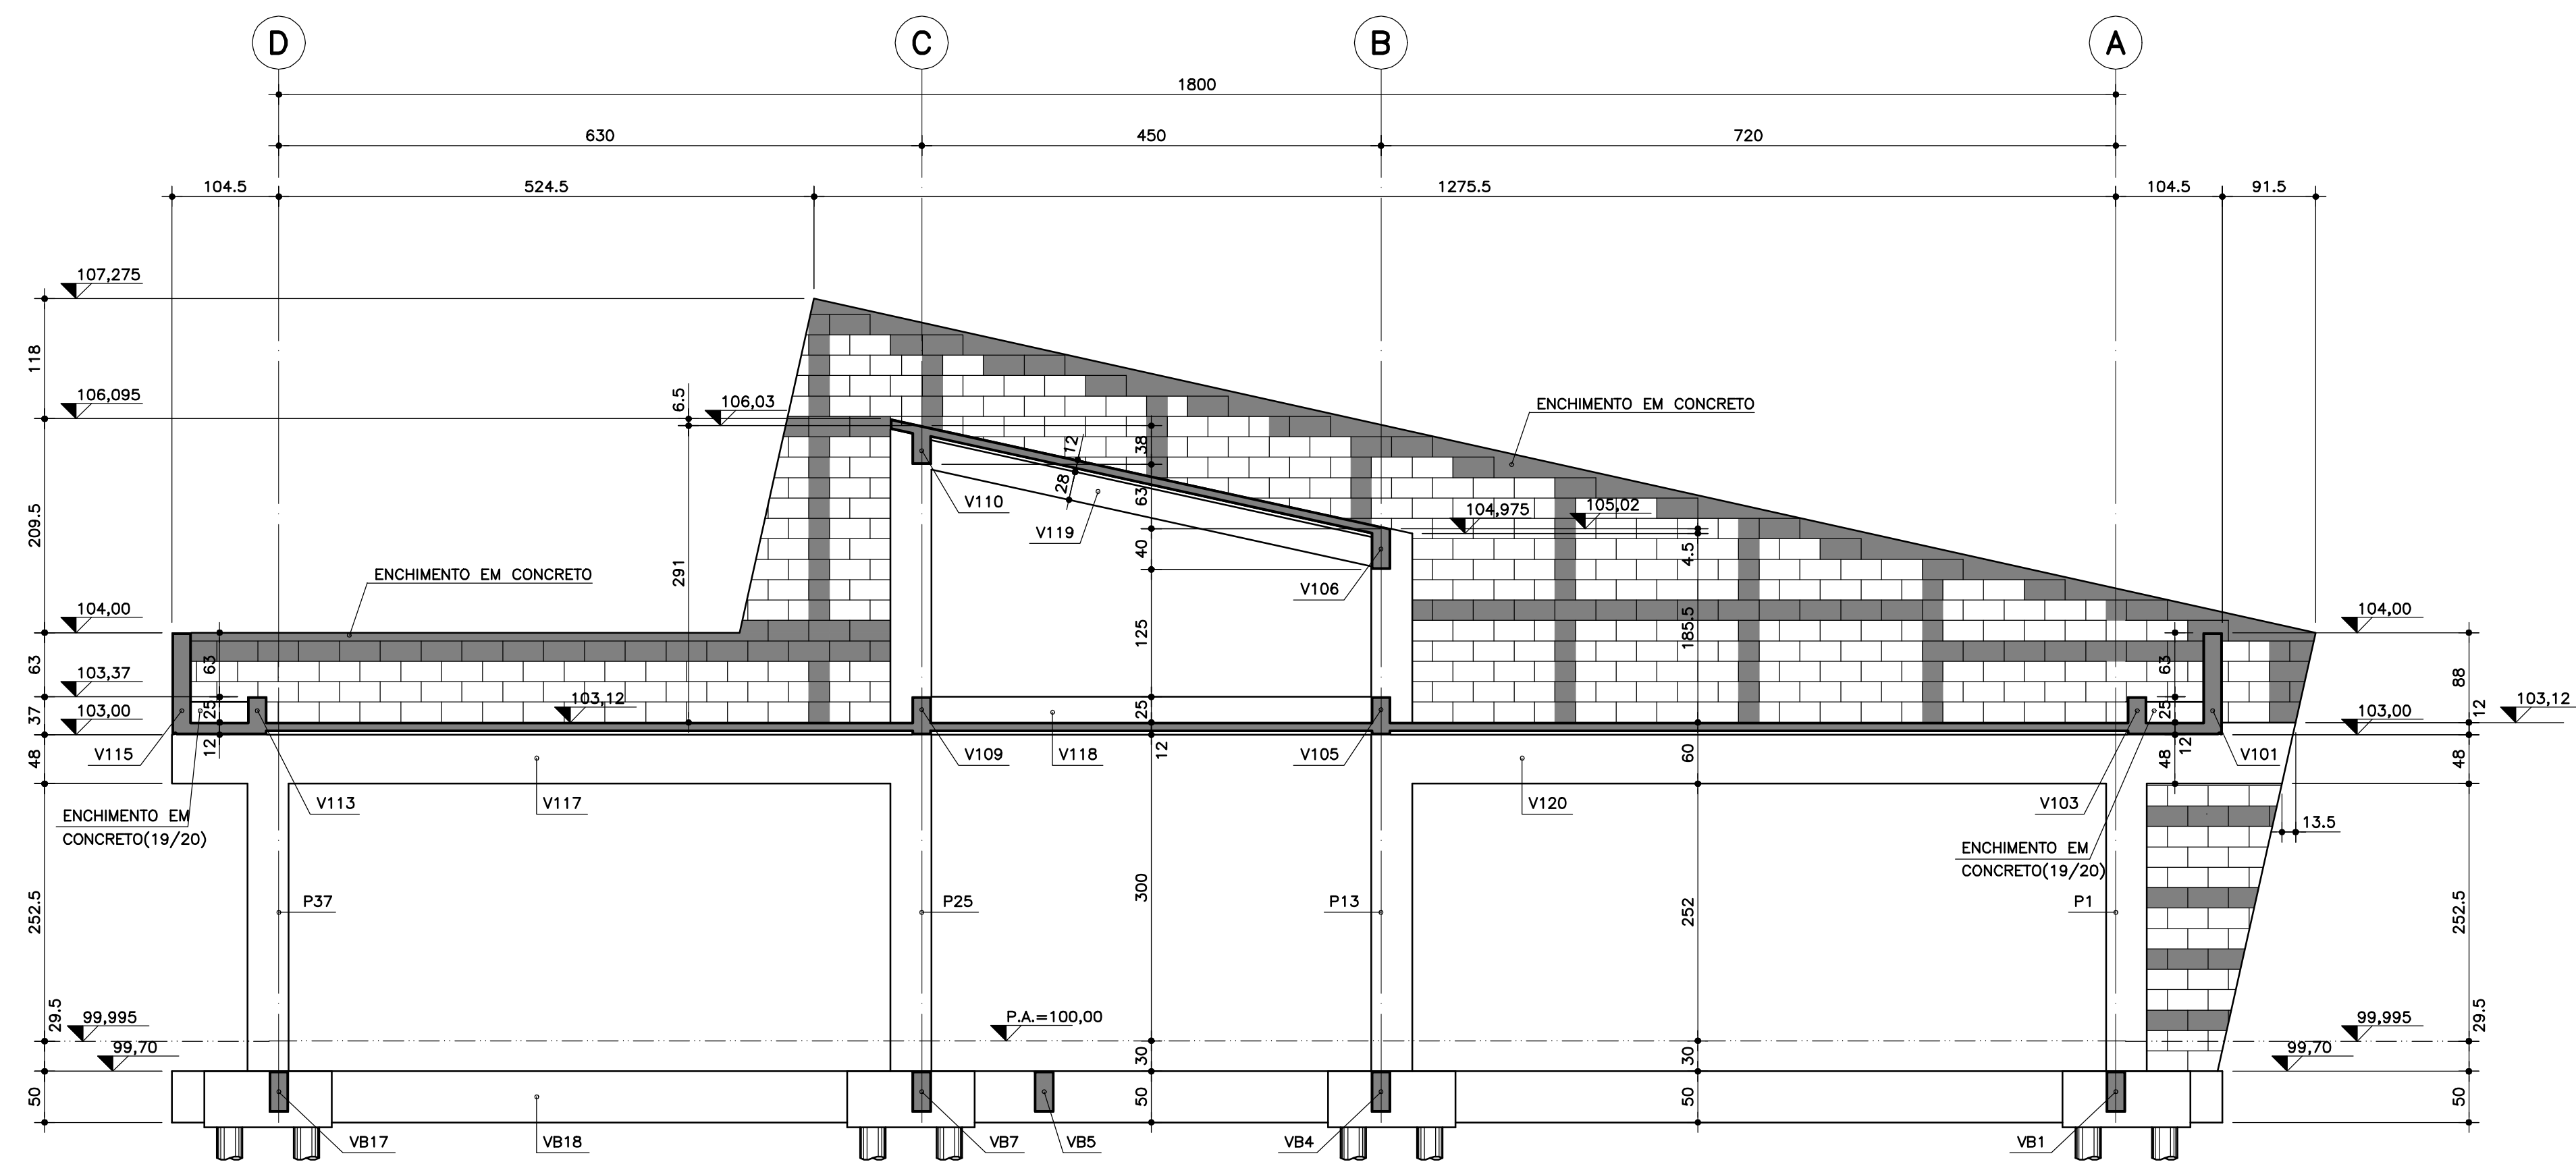 D
C
B
A
1800
630
450
720
104.5
524.5
1275.5
104.5
91.5
107,275
118
106,095
6.5
106,03
ENCHIMENTO EM CONCRETO
12
38
28
63
V110
V119
104,975
105,02
209.5
291
40
4.5
ENCHIMENTO EM CONCRETO
V106
104,00
104,00
63
63
125
185.5
63
88
103,37
103,12
25
25
25
12
103,12
37
103,00
103,00
V115
12
V109
V118
12
V105
60
48
12
V101
48
48
V113
V117
V120
V103
ENCHIMENTO EM
CONCRETO(19/20)
13.5
ENCHIMENTO EM
CONCRETO(19/20)
252.5
P37
P25
300
P13
252
P1
252.5
29.5
99,995
P.A.=100,00
99,995
29.5
99,70
30
30
99,70
50
50
50
50
VB17
VB18
VB7
VB5
VB4
VB1